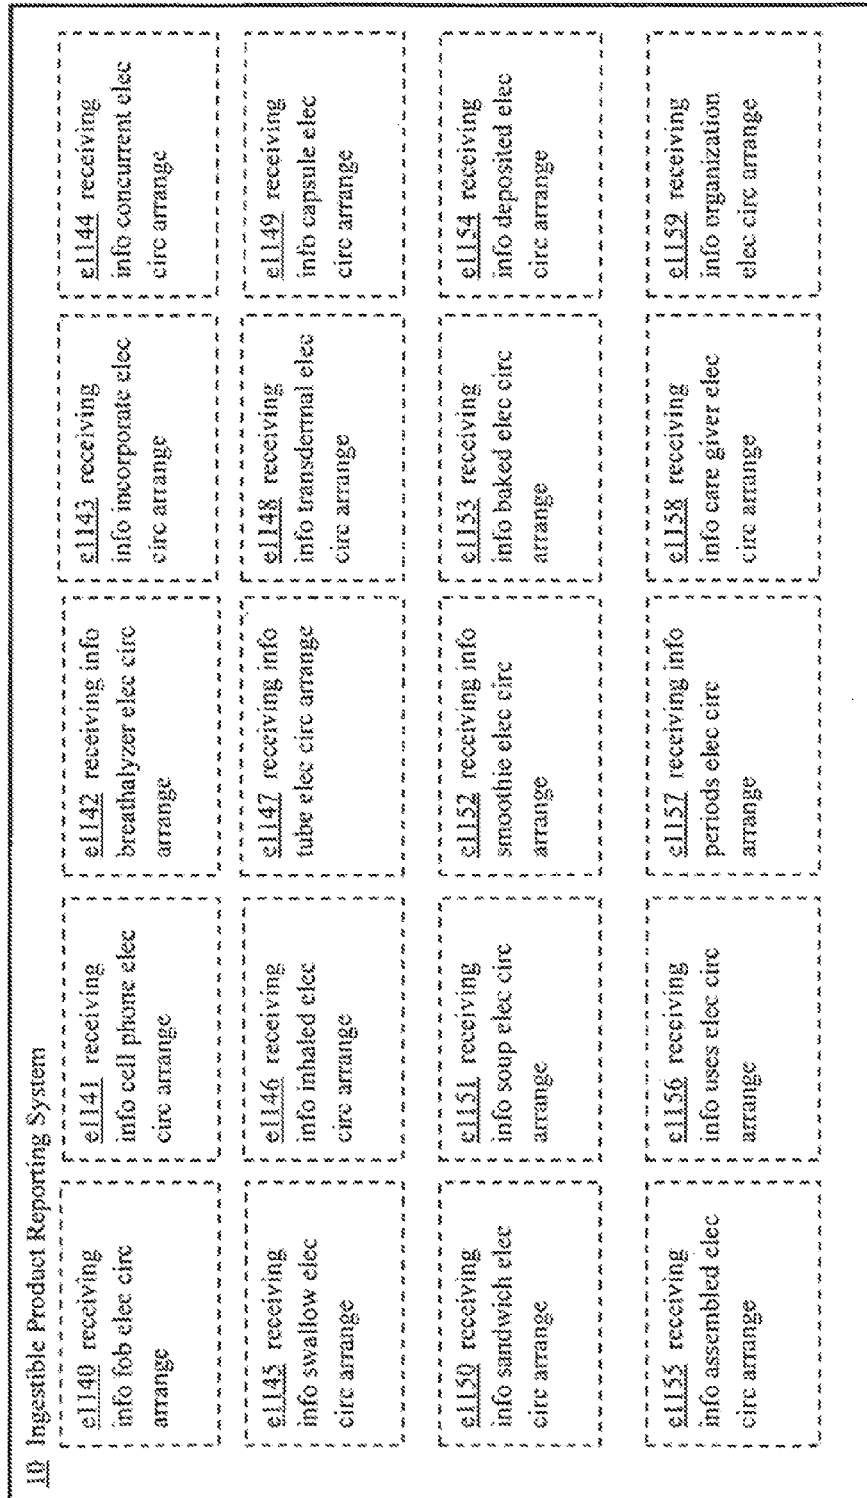 10 Ingestible Product Reporting System
e1140 receiving
info fob elec circ
arrange
e1141 receiving
info cell phone elec
circ arrange
e1142 receiving info
breathalyzer elec circ
arrange
e1143 receiving
info incorporate elec
circ arrange
e1144 receiving
info concurrent elec
circ arrange
e1145 receiving
info swallow elec
circ arrange
e1146 receiving
info inhaled elec
circ arrange
e1147 receiving info
tube elec circ arrange
e1148 receiving
info transdermal elec
circ arrange
e1149 receiving
info capsule elec
circ arrange
e1150 receiving
info sandwich elec
circ arrange
e1151 receiving
info soup elec circ
arrange
e1152 receiving info
smoothie elec circ
arrange
e1153 receiving
info baked elec circ
arrange
e1154 receiving
info deposited elec
circ arrange
e1155 receiving
info assembled elec
circ arrange
e1156 receiving
info uses elec circ
arrange
e1157 receiving info
periods elec circ
arrange
e1158 receiving
info care giver elec
circ arrange
e1159 receiving
info organization
elec circ arrange